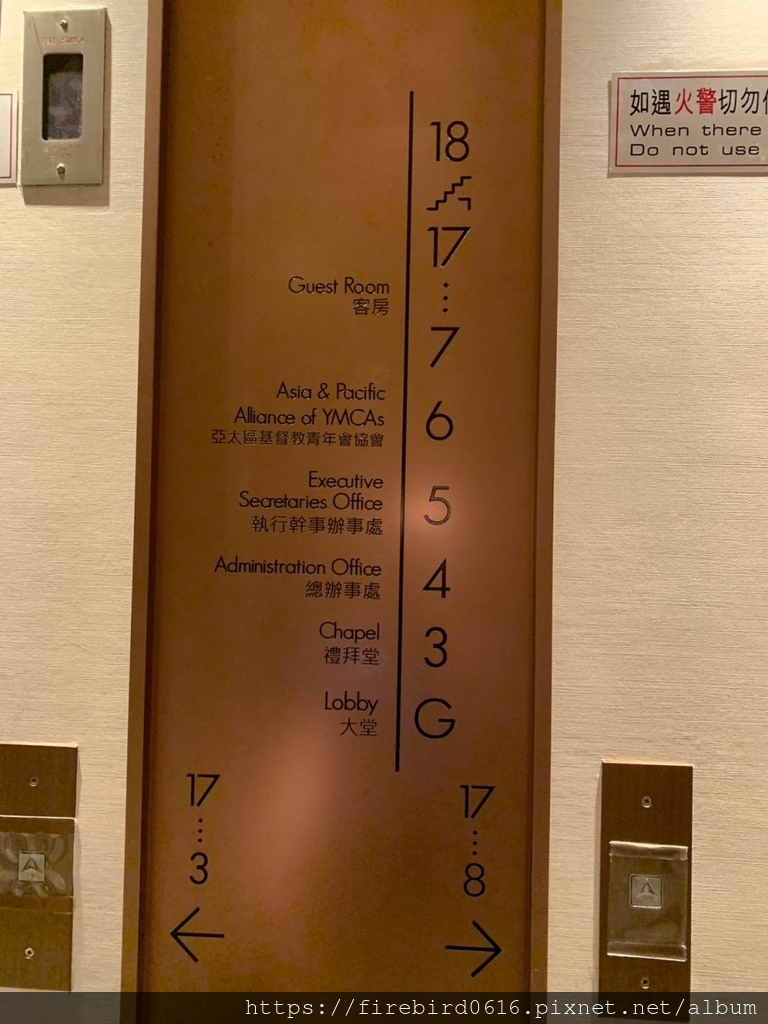 如遇火警切勿
When there
Do not use
18
17
Guest Room
客房
7
Asia & Pacific
Alliance of YMCAs
亞太區基督教青年會協會
6
Executive
Secretaries Office
執行幹事辦事處
5
Administration Office
總辦事處
4
Chapel
禮拜堂
3
Lobby
大堂
G
17
3
17
8
https://firebird0616.pixnet.net/album